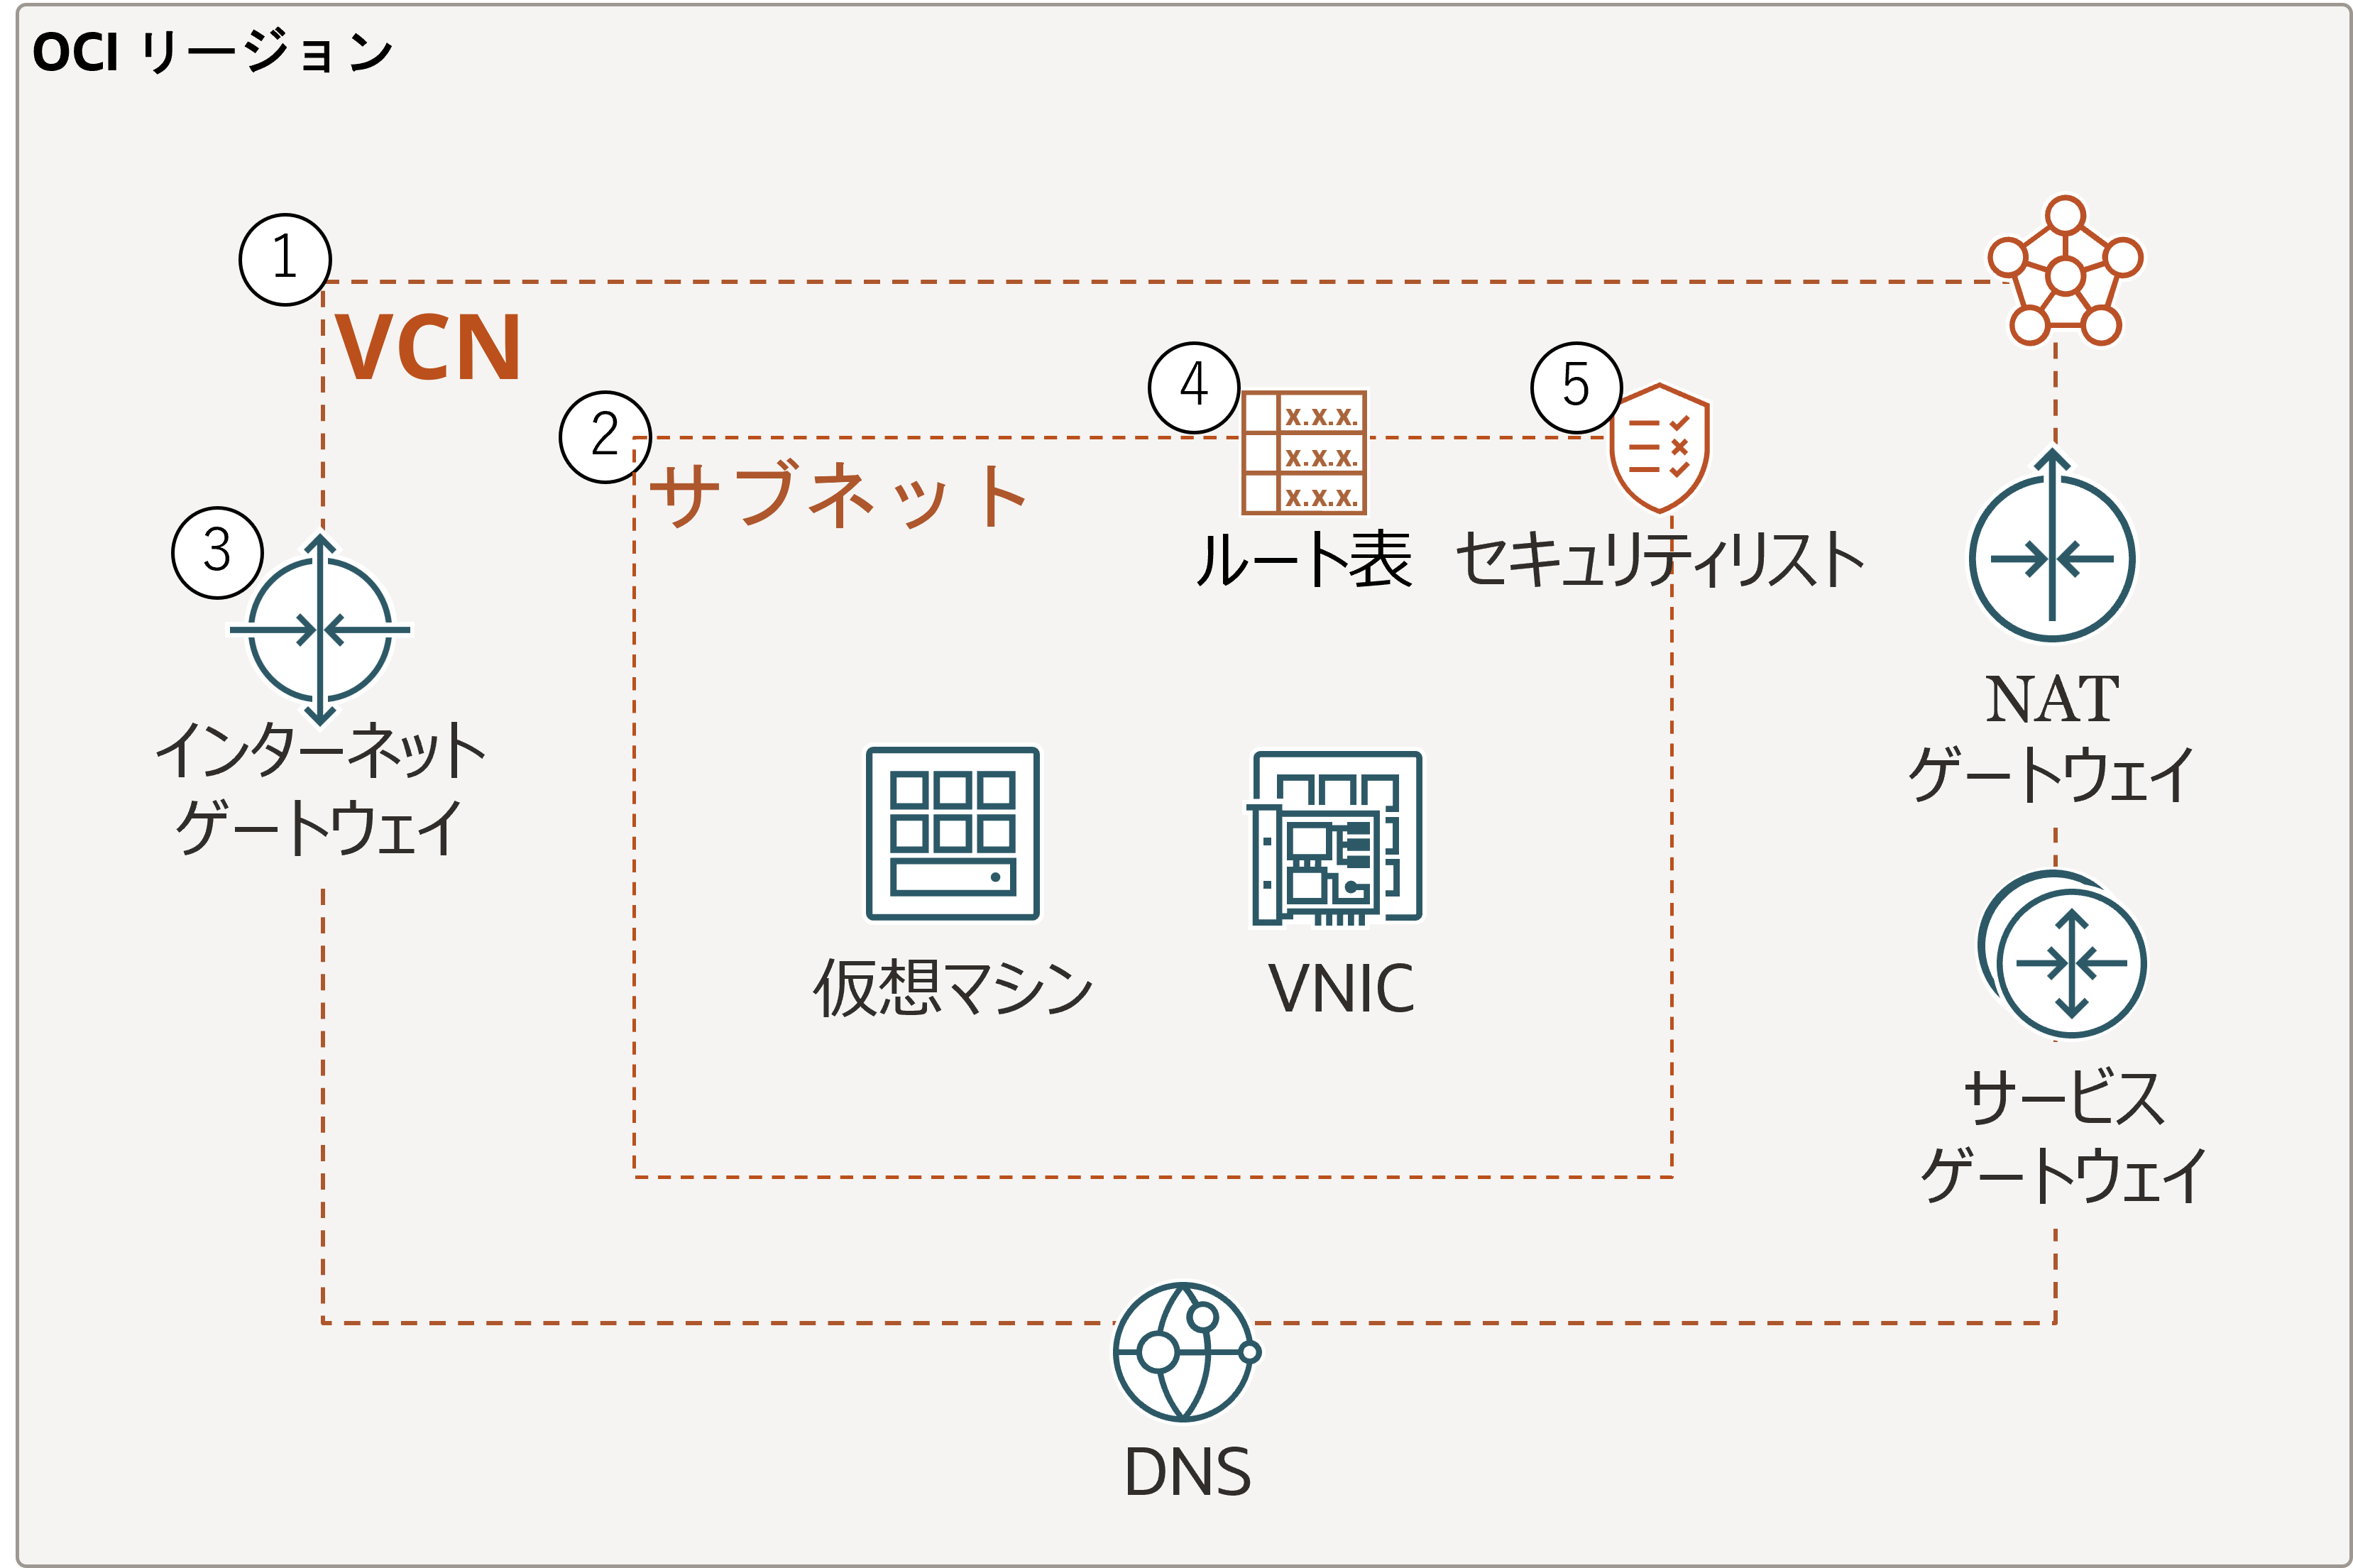 OCI リージョン
1
VCN
2
サブネット
3
インターネット
ゲートウェイ
4
x.x.x.
x.x.x.
x.x.x.
ルート表
5
セキュリティリスト
仮想マシン
VNIC
NAT
ゲートウェイ
サービス
ゲートウェイ
DNS